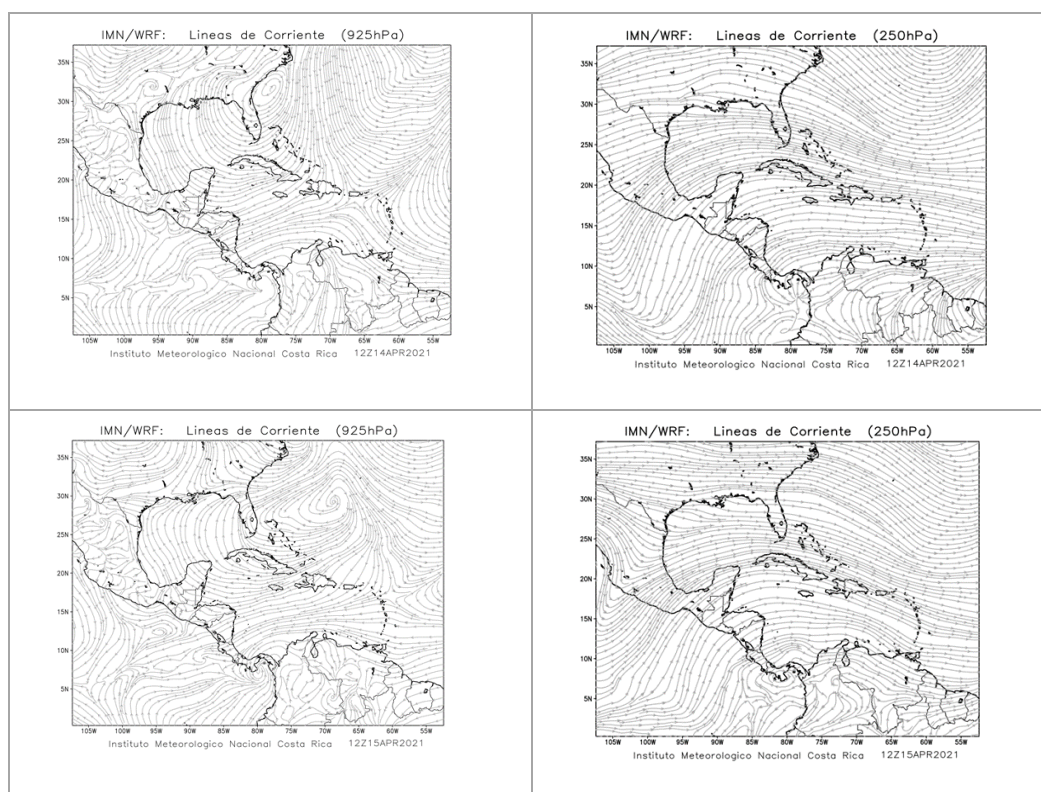 IMN/WRF: Lineas de Corriente (925hPa)
35N
30N
25N
20N
15N
10N
5N
105W 100W 95W 90W 85W 80W 75W 70W 65W 60W 55W
Instituto Meteorologico Nacional Costa Rica 12Z14APR2021
IMN/WRF: Lineas de Corriente (250hPa)
35N
30N
25N
20N
15N
10N
5N
105W 100W 95W 90W 85W 80W 75W 70W 65W 60W 55W
Instituto Meteorologico Nacional Costa Rica 12Z14APR2021
IMN/WRF: Lineas de Corriente (925hPa)
35N
30N
25N
20N
15N
10N
5N
105W 100W 95W 90W 85W 80W 75W 70W 65W 60W 55W
Instituto Meteorologico Nacional Costa Rica 12Z15APR2021
IMN/WRF: Lineas de Corriente (250hPa)
35N
30N
25N
20N
15N
10N
5N
105W 100W 95W 90W 85W 80W 75W 70W 65W 60W 55W
Instituto Meteorologico Nacional Costa Rica 12Z15APR2021